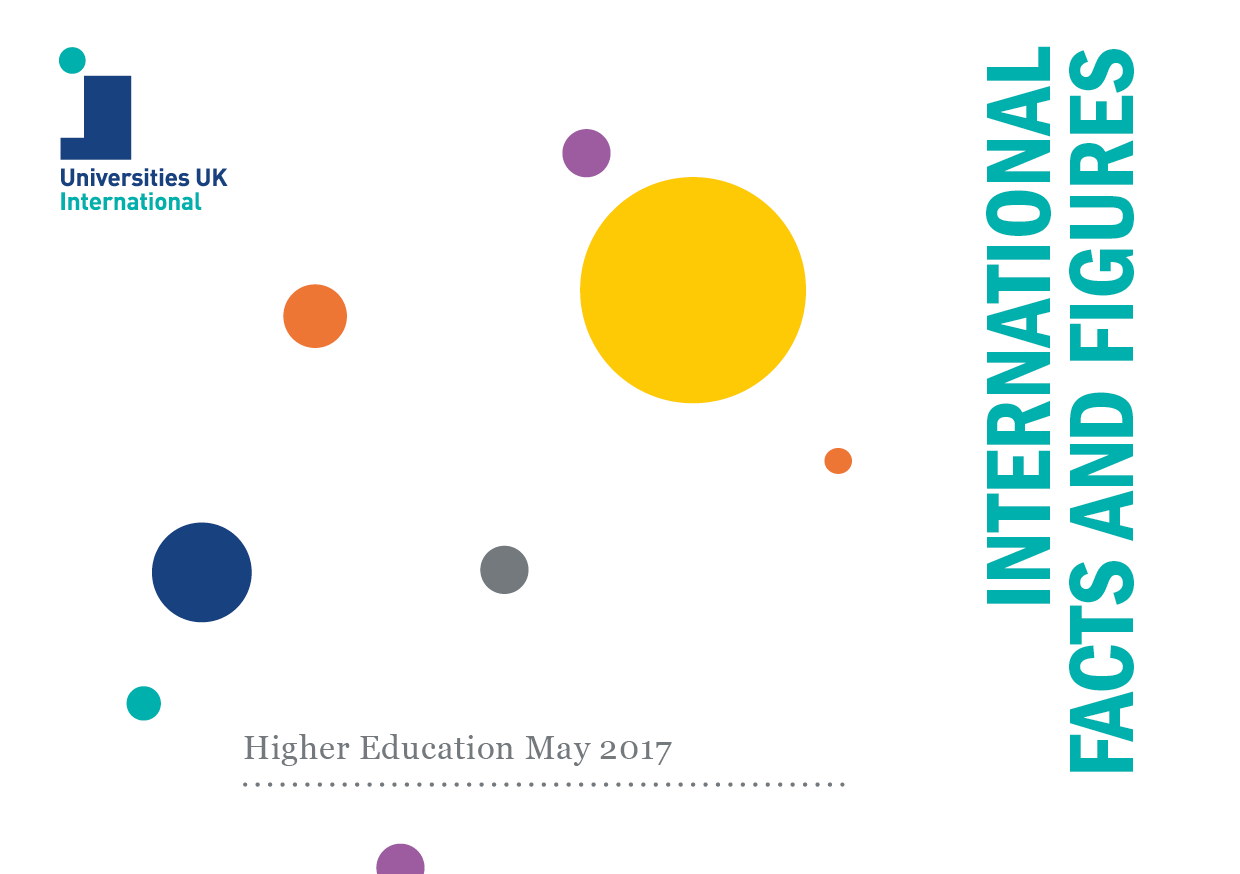 Universities UK
International
INTERNATIONAL
FACTS AND FIGURES
Higher Education May 2017